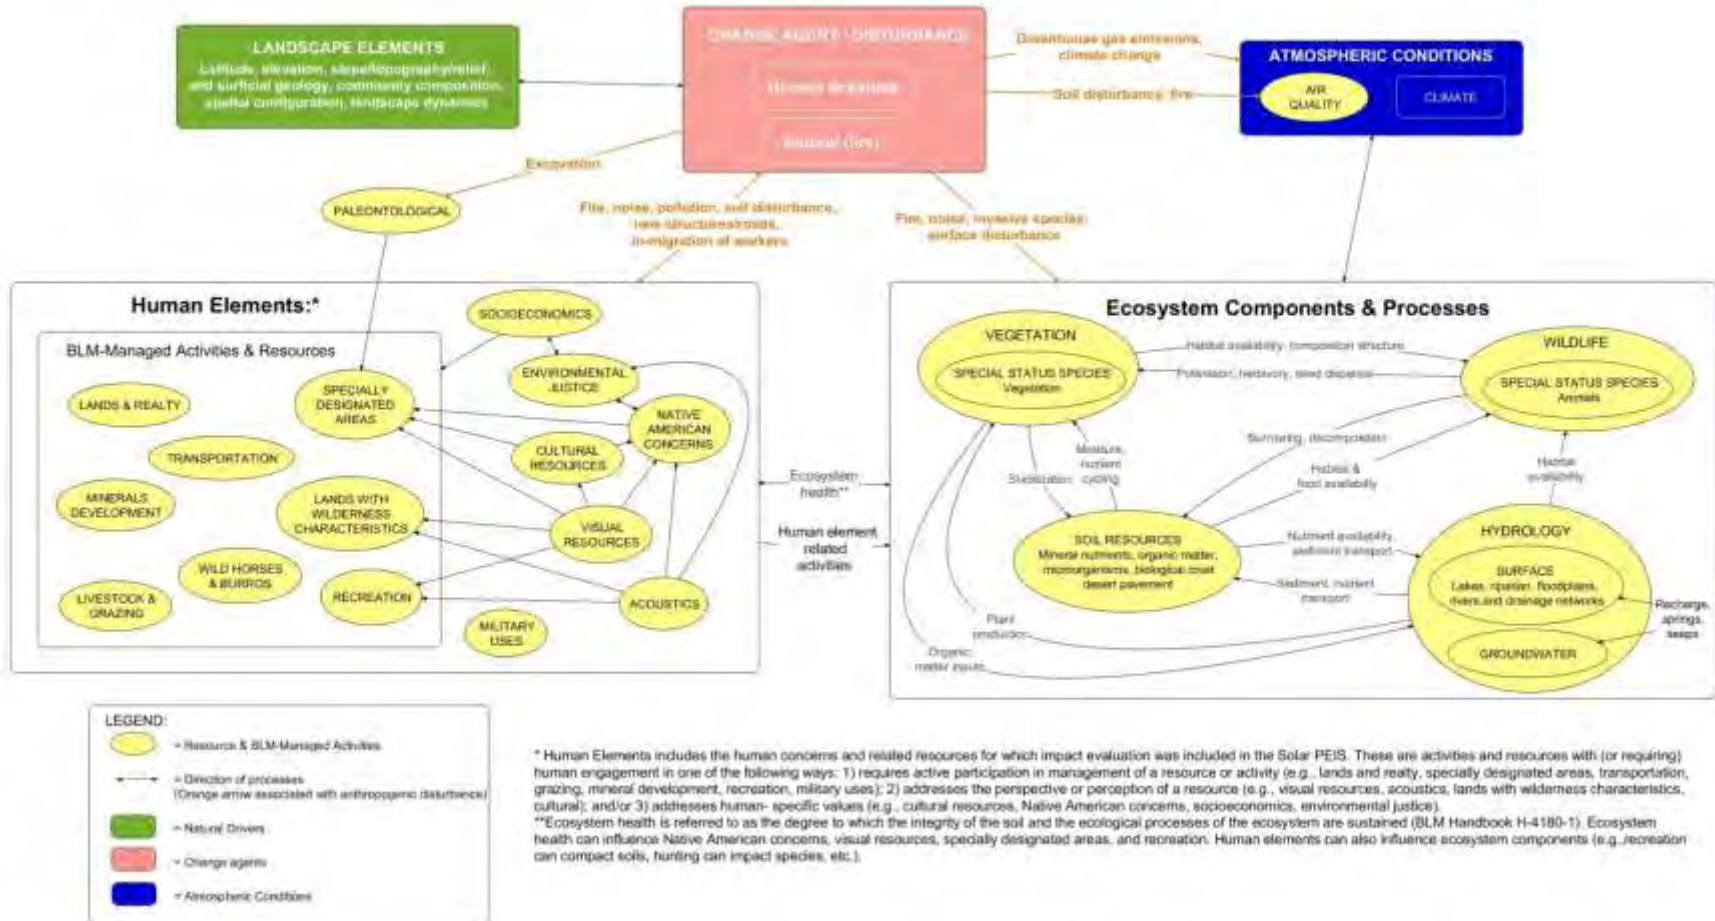 LANDSCAPE ELEMENTS
Latitude, elevation, slope/topography/relief,
and surficial geology, community composition,
spatial configuration, landscape dynamics
CHANGE AGENT - DISTURBANCE
Human
Natural (fire)
Greenhouse gas emissions,
climate change
Soil disturbance, fire
ATMOSPHERIC CONDITIONS
AIR
QUALITY
CLIMATE
Excavation
PALEONTOLOGICAL
Fire, noise, pollution, soil disturbance,
new structures/roads,
in-migration of workers
Fire, noise, invasive species,
surface disturbance
Human Elements:*
BLM-Managed Activities & Resources
LANDS & REALTY
TRANSPORTATION
MINERALS
DEVELOPMENT
WILD HORSES
& BURROS
LIVESTOCK &
GRAZING
SPECIALLY
DESIGNATED
AREAS
LANDS WITH
WILDERNESS
CHARACTERISTICS
RECREATION
SOCIOECONOMICS
ENVIRONMENTAL
JUSTICE
NATIVE
AMERICAN
CONCERNS
CULTURAL
RESOURCES
VISUAL
RESOURCES
ACOUSTICS
MILITARY
USES
Ecosystem
health**
Human element
related
activities
Ecosystem Components & Processes
VEGETATION
SPECIAL STATUS SPECIES
Vegetation
WILDLIFE
SPECIAL STATUS SPECIES
Animals
Habitat availability, composition structure
Pollination, herbivory, seed dispersal
Burrowing, decomposition
Habitat &
food availability
Habitat
availability
Stabilization
Moisture,
nutrient
cycling
SOIL RESOURCES
Mineral nutrients, organic matter,
microorganisms, biological crust
desert pavement
Nutrient availability,
sediment transport
Sediment, nutrient
transport
HYDROLOGY
SURFACE
Lakes, riparian, floodplains,
rivers and drainage networks
GROUNDWATER
Recharge,
springs,
seeps
Plant
production
Organic
matter inputs
LEGEND:
= Resource & BLM-Managed Activities
= Direction of processes
(Orange arrow associated with anthropogenic disturbance)
= Natural Drivers
= Change agents
= Atmospheric Conditions
* Human Elements includes the human concerns and related resources for which impact evaluation was included in the Solar PEIS. These are activities and resources with (or requiring)
human engagement in one of the following ways: 1) requires active participation in management of a resource or activity (e.g., lands and realty, specially designated areas, transportation,
grazing, mineral development, recreation, military uses); 2) addresses the perspective or perception of a resource (e.g., visual resources, acoustics, lands with wilderness characteristics,
cultural); and/or 3) addresses human- specific values (e.g., cultural resources, Native American concerns, socioeconomics, environmental justice).
**Ecosystem health is referred to as the degree to which the integrity of the soil and the ecological processes of the ecosystem are sustained (BLM Handbook H-4180-1). Ecosystem
health can influence Native American concerns, visual resources, specially designated areas, and recreation. Human elements can also influence ecosystem components (e.g.,recreation
can compact soils, hunting can impact species, etc.).